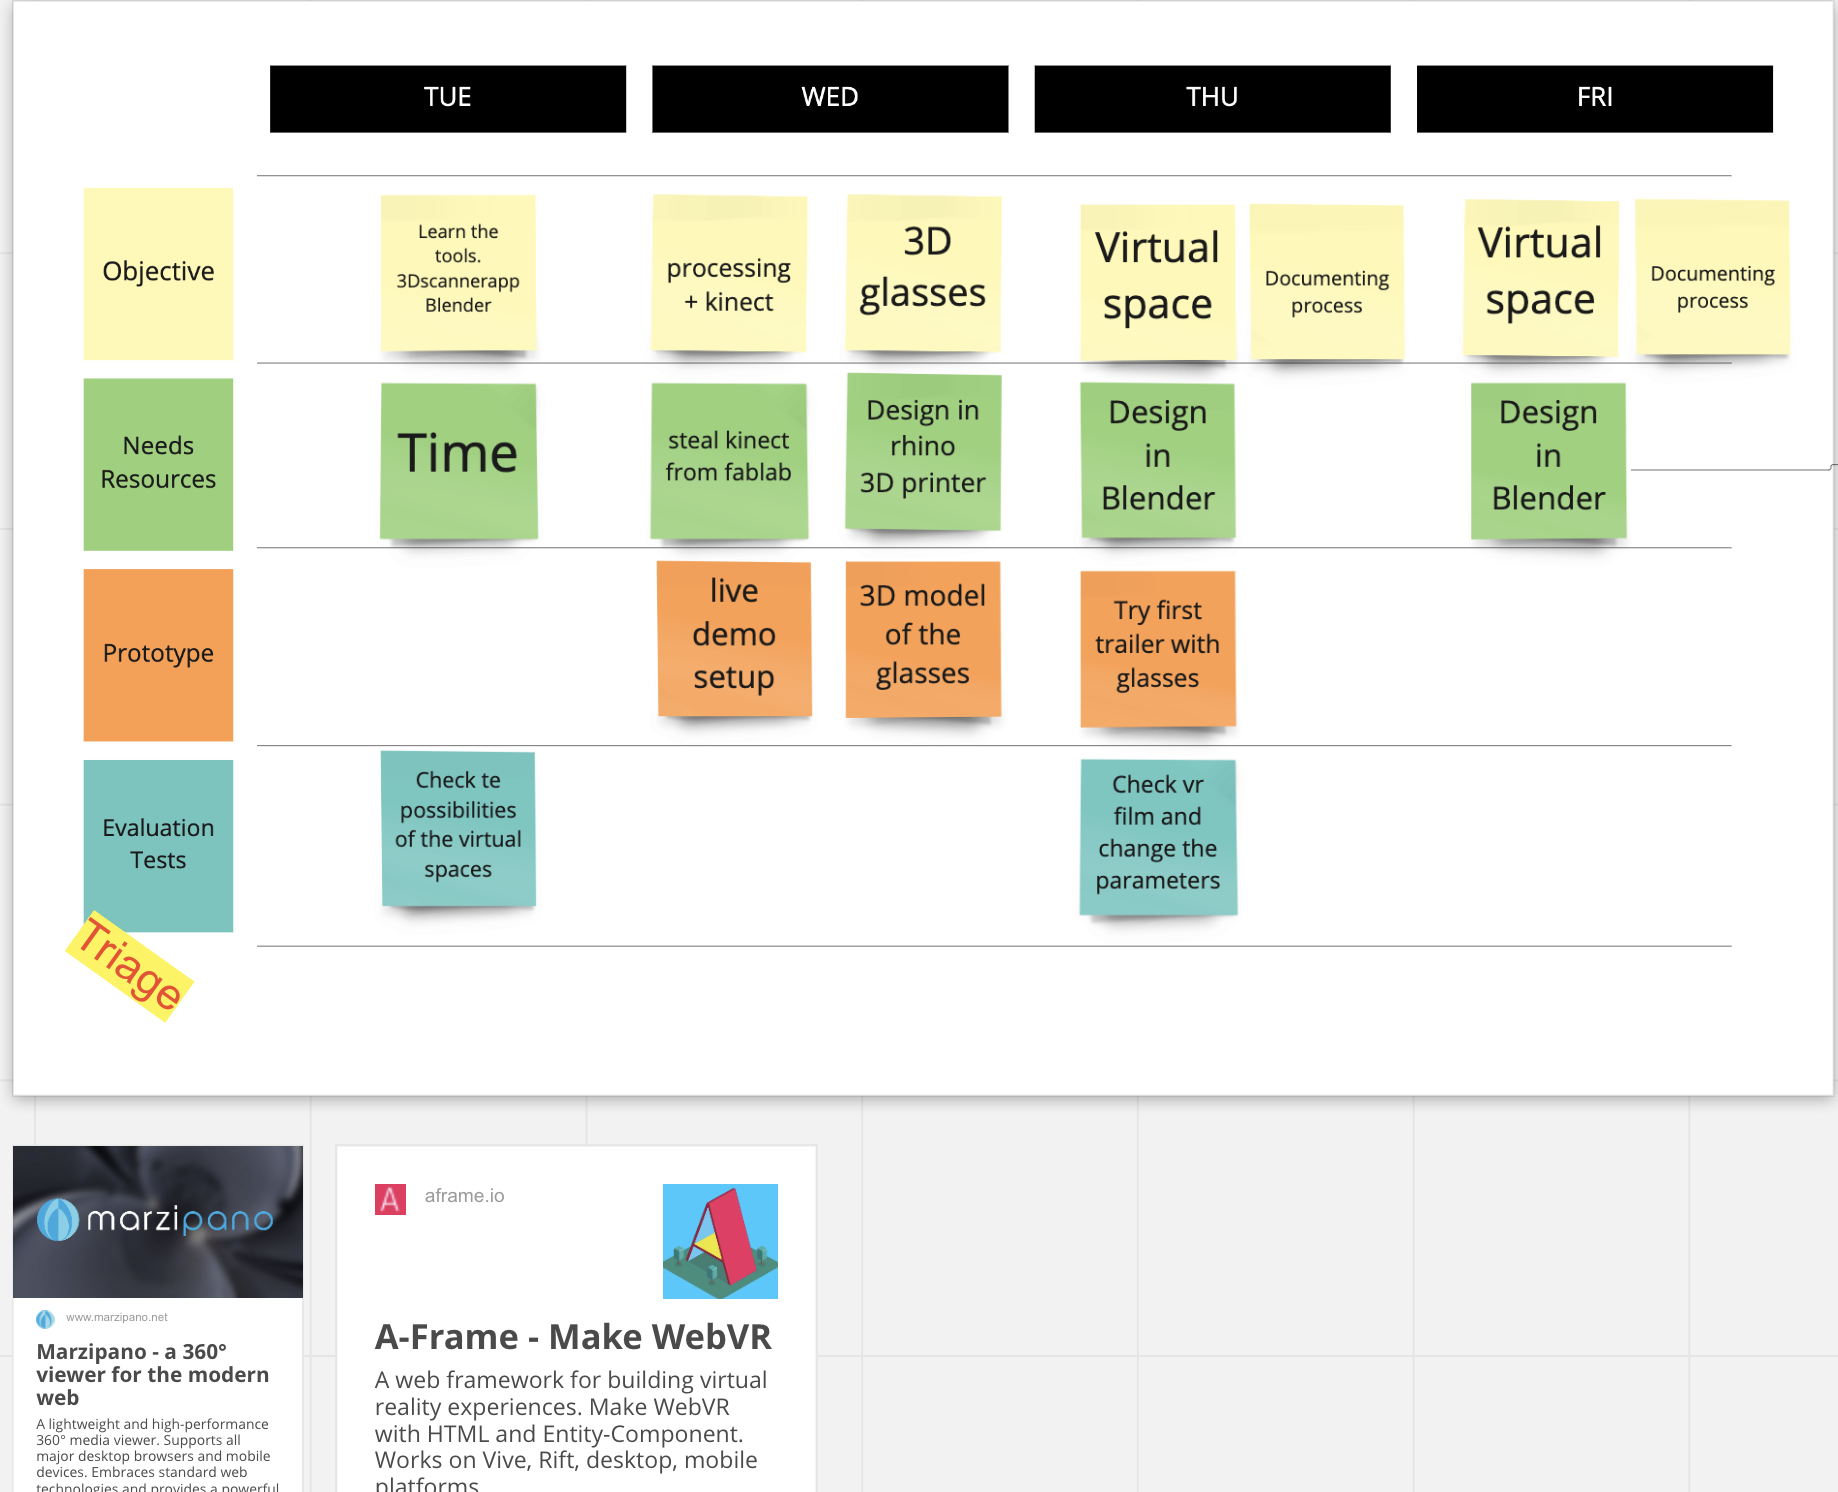 TUE
WED
THU
FRI
Objective
Learn the
tools.
3Dscannerapp
Blender
processing
+ kinect
3D
glasses
Virtual
space
Documenting
process
Virtual
space
Documenting
process
Needs
Resources
Time
steal kinect
from fablab
Design in
rhino
3D printer
Design
in
Blender
Design
in
Blender
Prototype
live
demo
setup
3D model
of the
glasses
Try first
trailer with
glasses
Evaluation
Tests
Check te
possibilities
of the virtual
spaces
Check vr
film and
change the
parameters
Triage
marzipano
www.marzipano.net
Marzipano - a 360°
viewer for the modern
web
A lightweight and high-performance
360° media viewer. Supports all
major desktop browsers and mobile
devices. Embraces standard web
technologies and provides a powerful
A
aframe.io
A-Frame - Make WebVR
A web framework for building virtual
reality experiences. Make WebVR
with HTML and Entity-Component.
Works on Vive, Rift, desktop, mobile
platforms